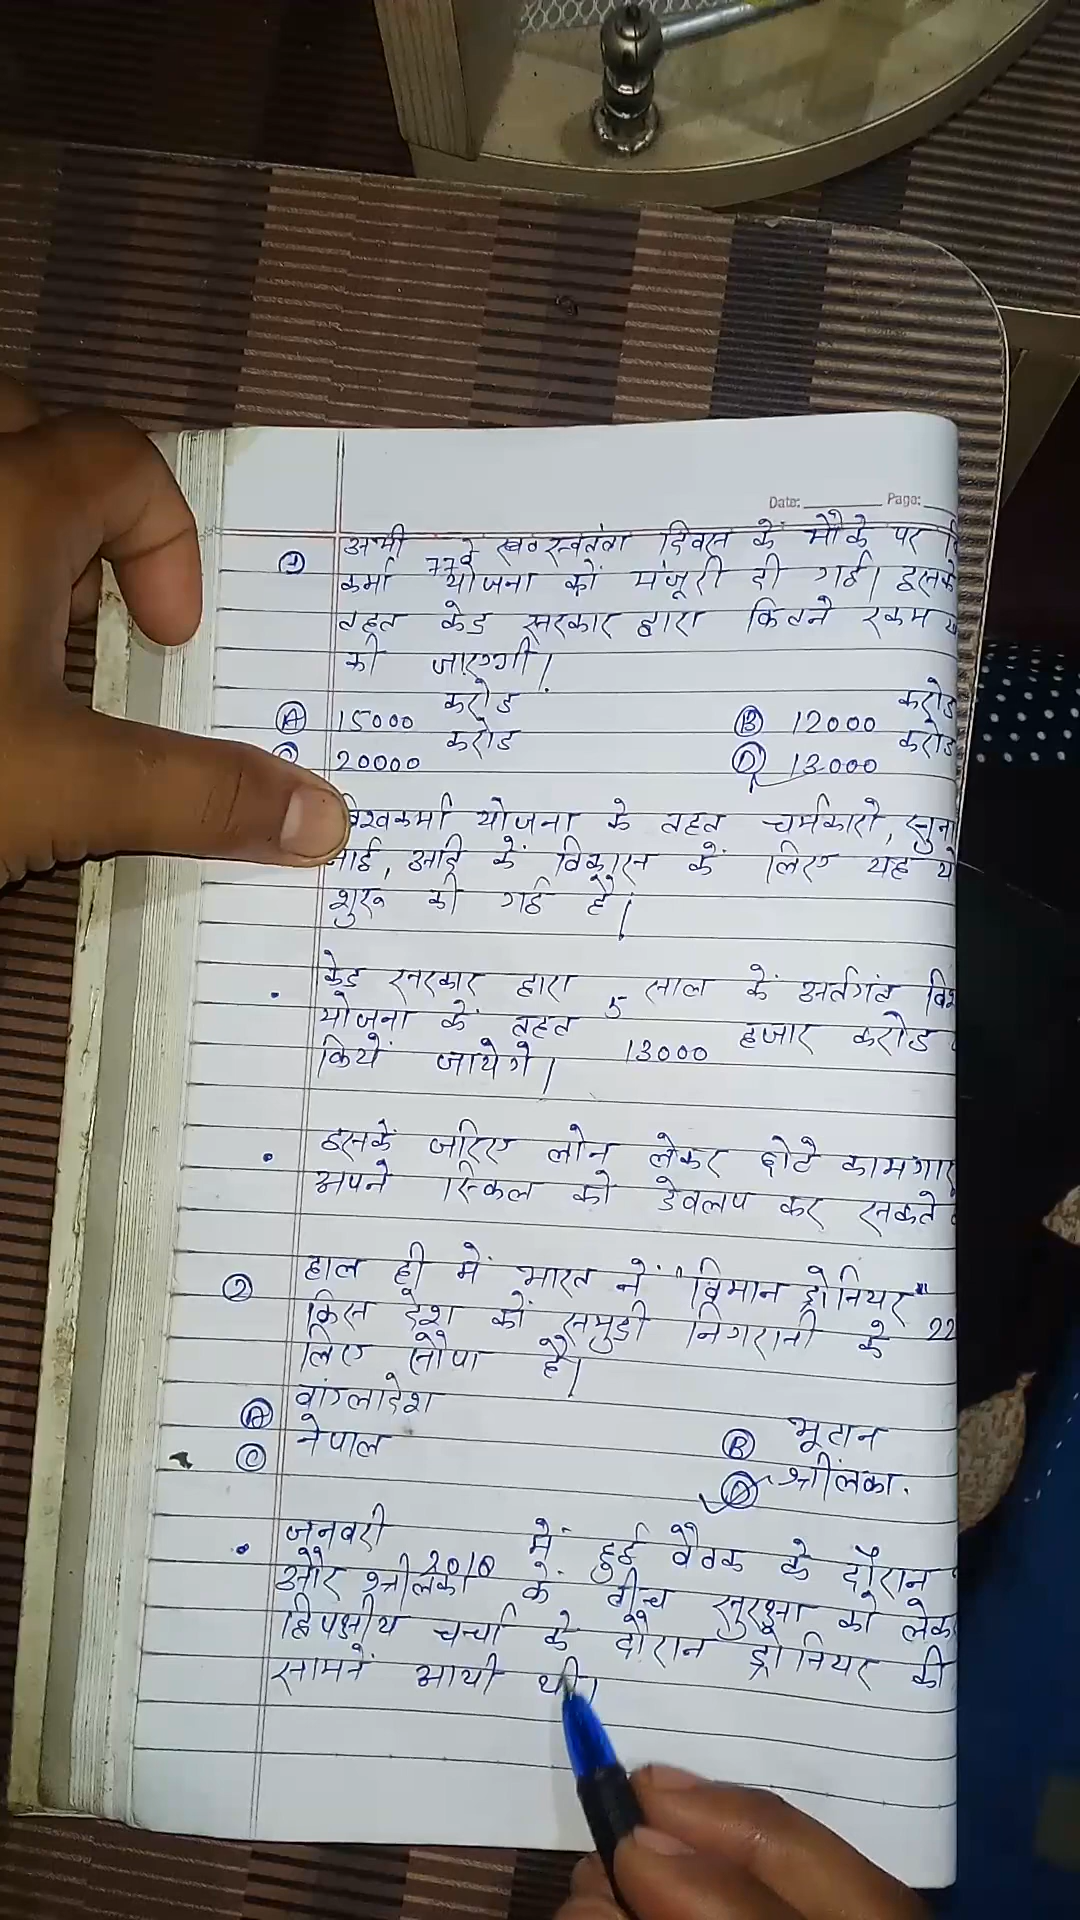 Date: Page:
① अभी 77वे स्वतंत्रता दिवस के मौके पर
कर्मा योजना को मंजूरी दी गई। इसके
तहत केंद्र सरकार द्वारा कितने रकम
की जाएगी।
Ⓐ 15000 करोड Ⓑ 12000 करोड
20000 करोड Ⓓ 13000 करोड
विश्वकर्मा योजना के तहत चर्मकारो,
नाई, आदि के विकास के लिए यह
शुरू की गई है।
• केंद्र सरकार द्वारा 5 साल के अर्तगंत
योजना के तहत 13000 हजार करोड
किये जायेगे।
• इसके जरिए लोन लेकर छोटे कामगार
अपने स्किल को डेवलप कर सकते
② हाल ही में भारत ने "विमान ड्रोनियर"
किस देश को समुद्री निगरानी के 22
लिए सौपा है।
Ⓐ बांग्लादेश Ⓑ भूटान
Ⓒ नेपाल Ⓓ श्रीलंका.
• जनवरी 2018 में हुई बैठक के दौरान
और श्रीलंका के बीच सुरक्षा को
द्विपक्षीय चर्चा के दौरान ड्रोनियर की
सामने आयी थी।